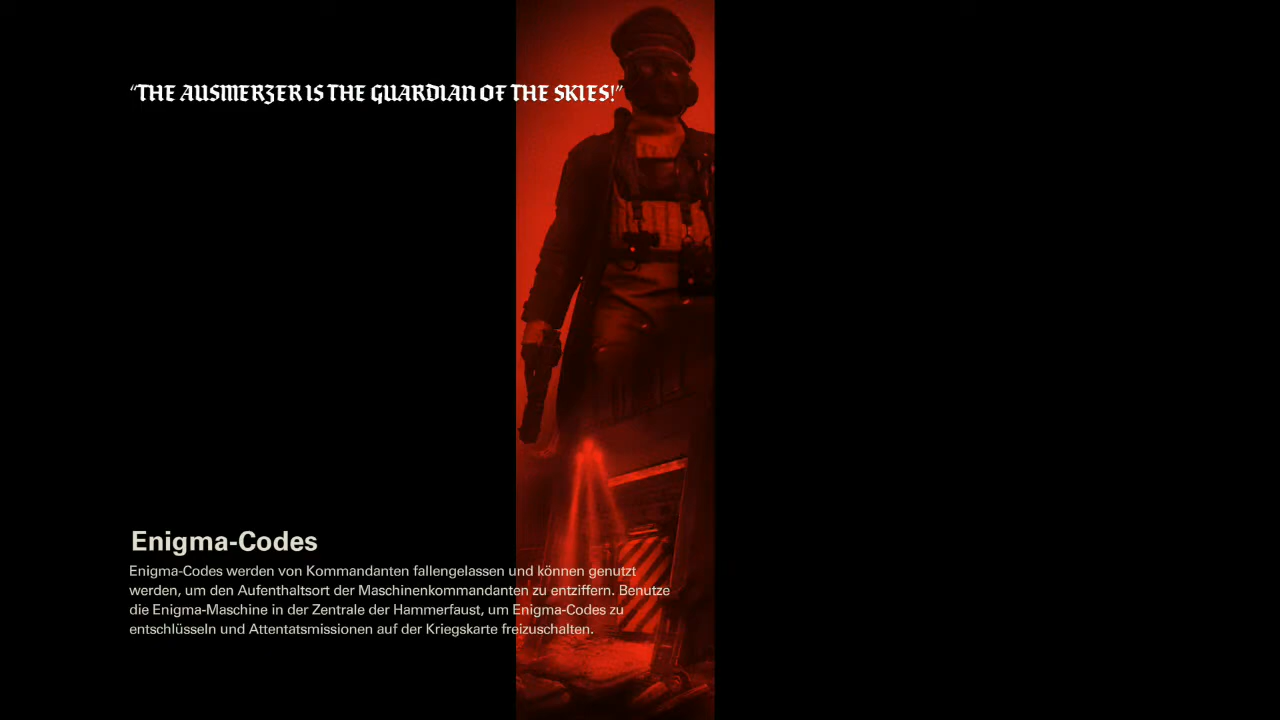 “THE AUSMERZER IS THE GUARDIAN OF THE SKIES!”
Enigma-Codes
Enigma-Codes werden von Kommandanten fallengelassen und können genutzt
werden, um den Aufenthaltsort der Maschinenkommandanten zu entziffern. Benutze
die Enigma-Maschine in der Zentrale der Hammerfaust, um Enigma-Codes zu
entschlüsseln und Attentatsmissionen auf der Kriegskarte freizuschalten.